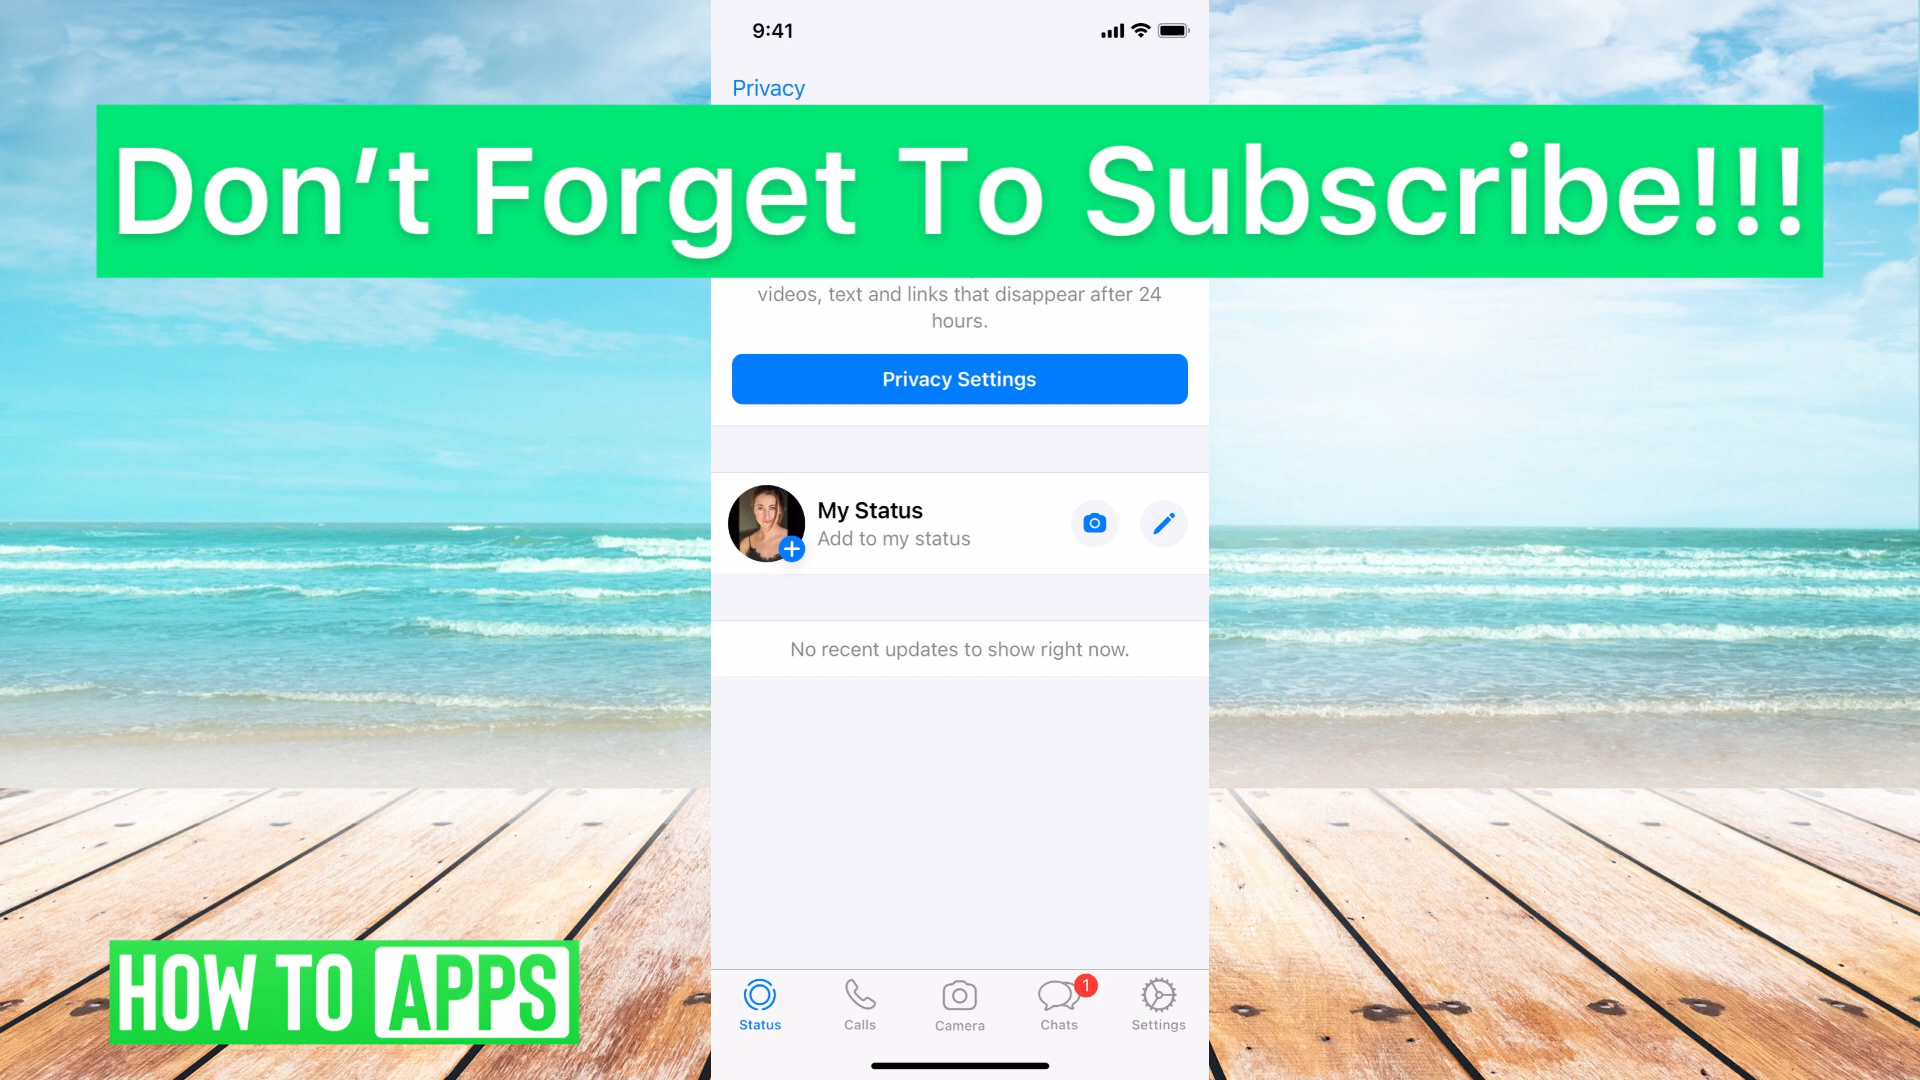 9:41
Privacy
Don't Forget To Subscribe!!!
videos, text and links that disappear after 24
hours.
Privacy Settings
My Status
Add to my status
No recent updates to show right now.
HOW TO APPS
1
Status
Calls
Camera
Chats
Settings